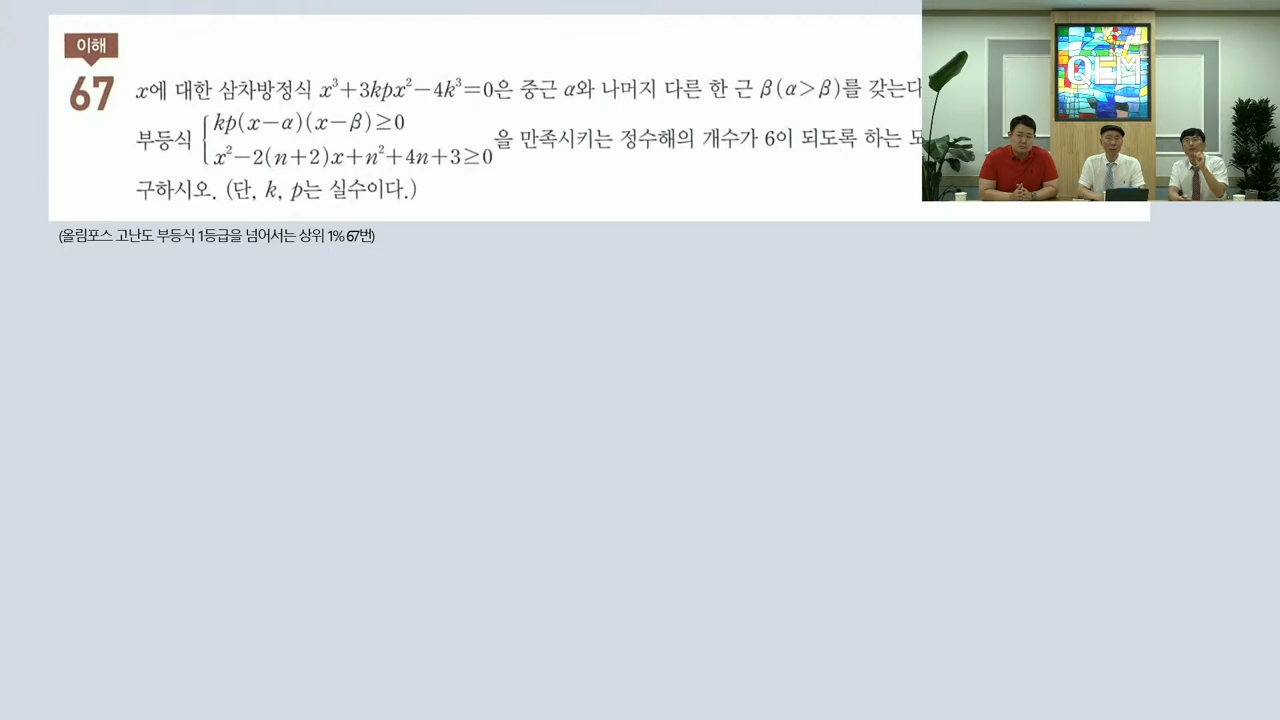 이해
67 x에 대한 삼차방정식 x³+3kpx²-4k³=0은 중근 α와 나머지 다른 한 근 β(α>β)를 갖는다
부등식 { kp(x-α)(x-β)≥0
x²-2(n+2)x+n²+4n+3≥0 을 만족시키는 정수해의 개수가 6이 되도록 하는
구하시오. (단, k, p는 실수이다.)
(올림포스 고난도 부등식 1등급을 넘어서는 상위 1% 67번)
QEM